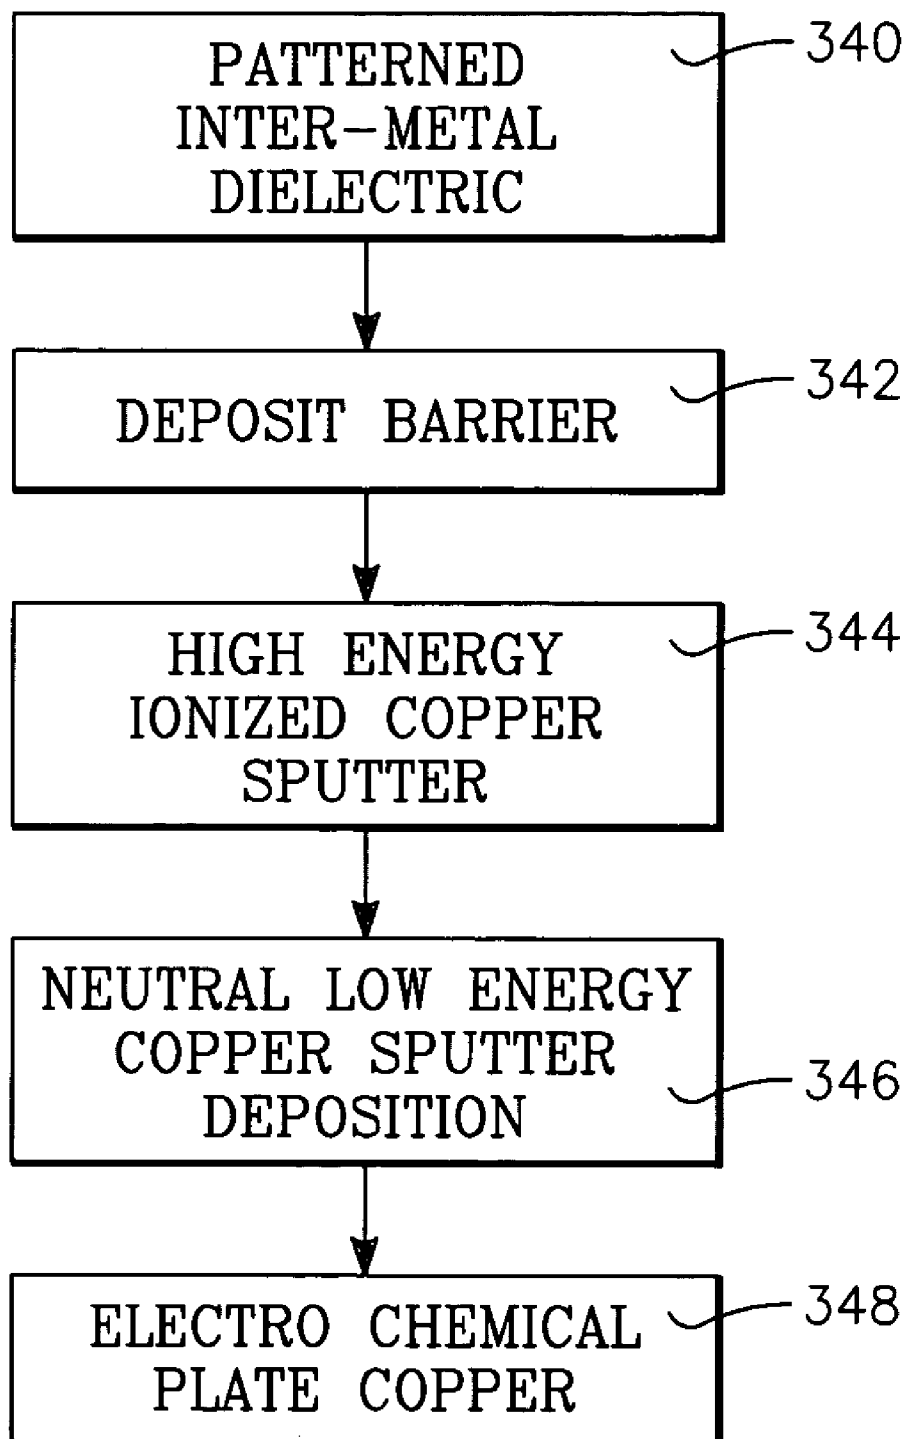 PATTERNED
INTER-METAL
DIELECTRIC
340
DEPOSIT BARRIER
342
HIGH ENERGY
IONIZED COPPER
SPUTTER
344
NEUTRAL LOW ENERGY
COPPER SPUTTER
DEPOSITION
346
ELECTRO CHEMICAL
PLATE COPPER
348